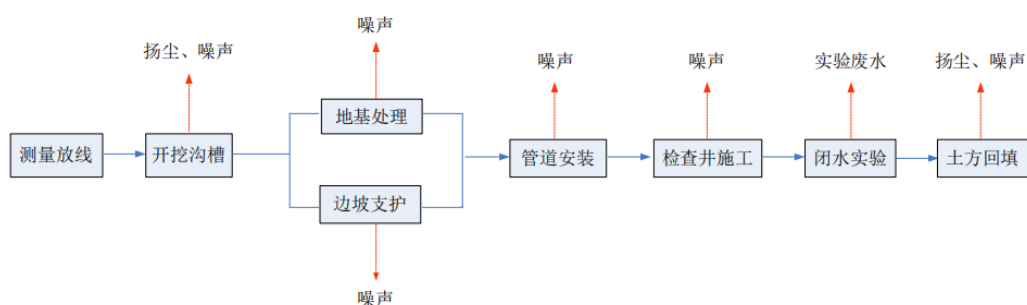 噪声
扬尘、噪声
噪声
噪声
实验废水
扬尘、噪声
地基处理
测量放线
开挖沟槽
管道安装
检查井施工
闭水实验
土方回填
边坡支护
噪声